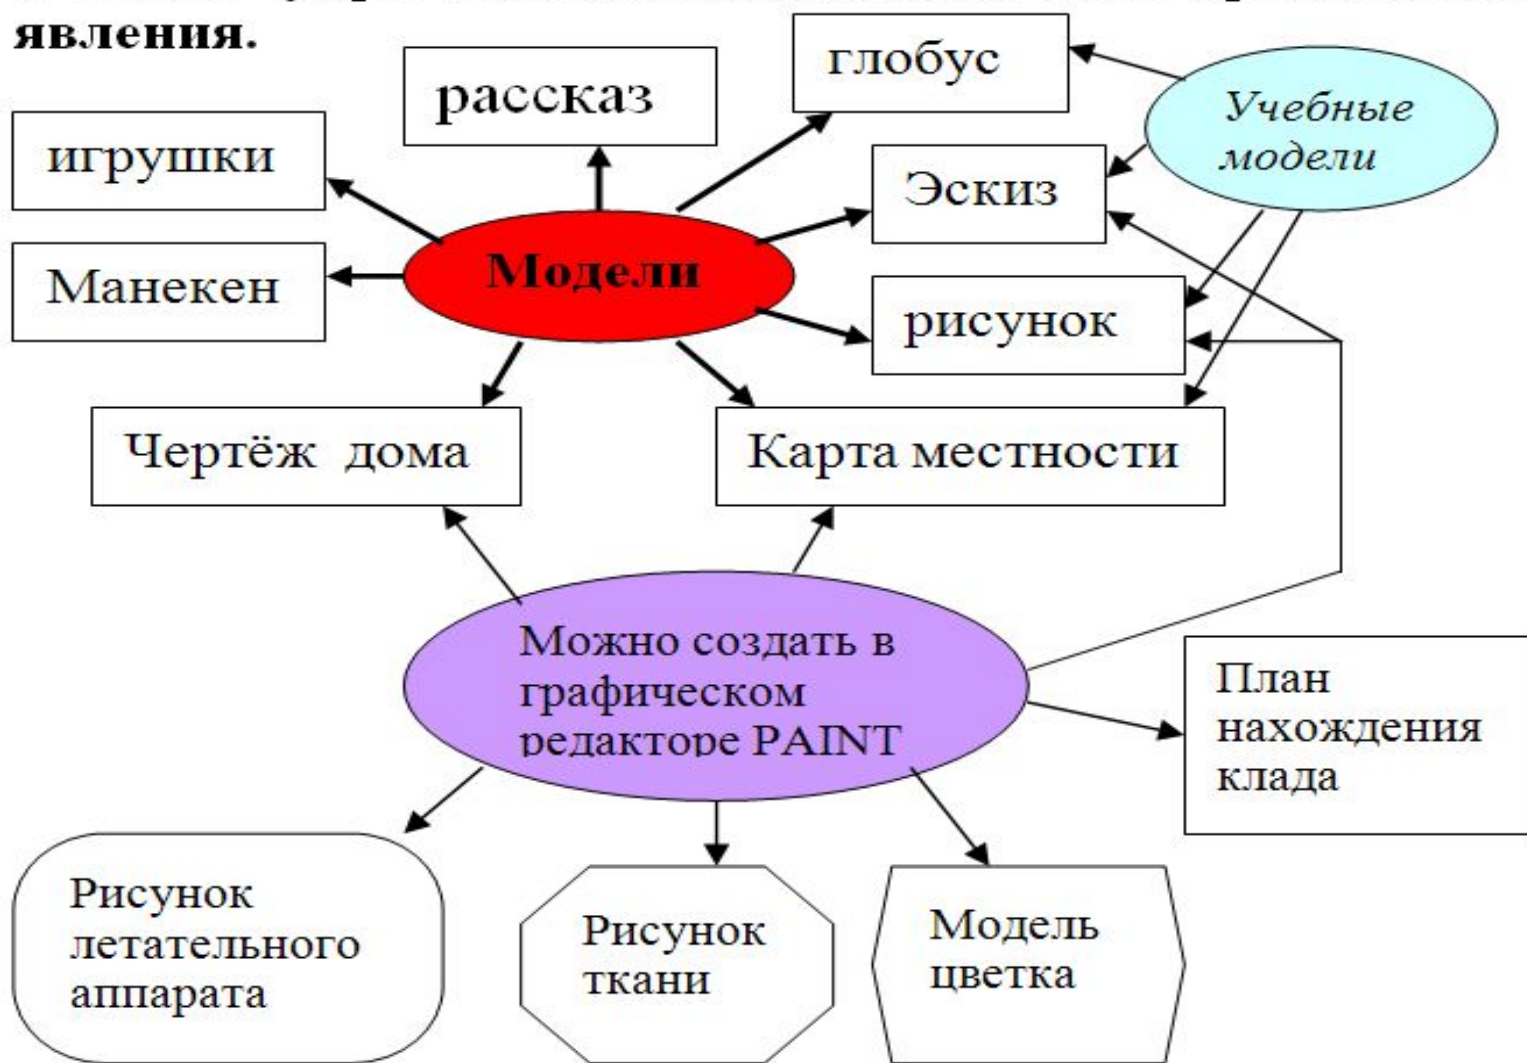 явления.
глобус
рассказ
Учебные
модели
игрушки
Эскиз
Модели
Манекен
рисунок
Чертёж дома
Карта местности
Можно создать в
графическом
редакторе PAINT
План
нахождения
клада
Рисунок
летательного
аппарата
Рисунок
ткани
Модель
цветка